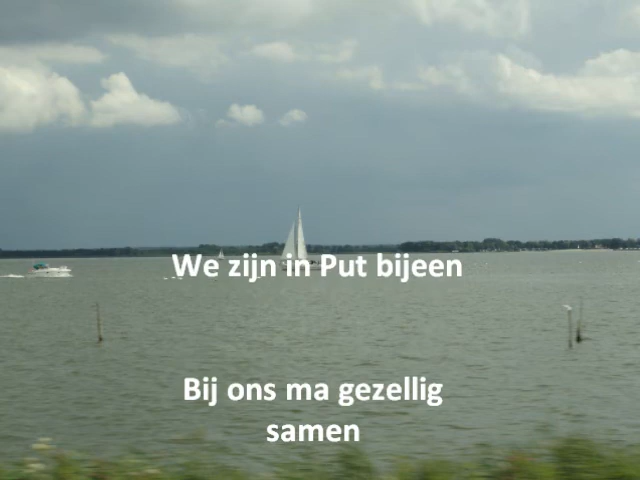 We zijn in Put bijeen
Bij ons ma gezellig
samen